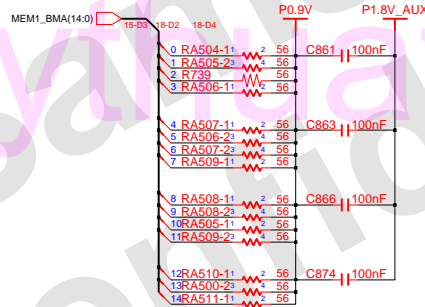 P0.9V P1.8V_AUX
MEM1_BMA(14:0) 15-D3 18-D2 18-D4
0 RA504-1 1 2 56 C861 100nF
1 RA505-2 3 4 56
2 R739 56
3 RA506-1 1 2 56
4 RA507-1 1 2 56 C863 100nF
5 RA506-2 3 4 56
6 RA507-2 3 4 56
7 RA509-1 1 2 56
8 RA508-1 1 2 56 C866 100nF
9 RA508-2 3 4 56
10 RA505-1 1 2 56
11 RA509-2 3 4 56
12 RA510-1 1 2 56 C874 100nF
13 RA500-2 3 4 56
14 RA511-1 1 2 56